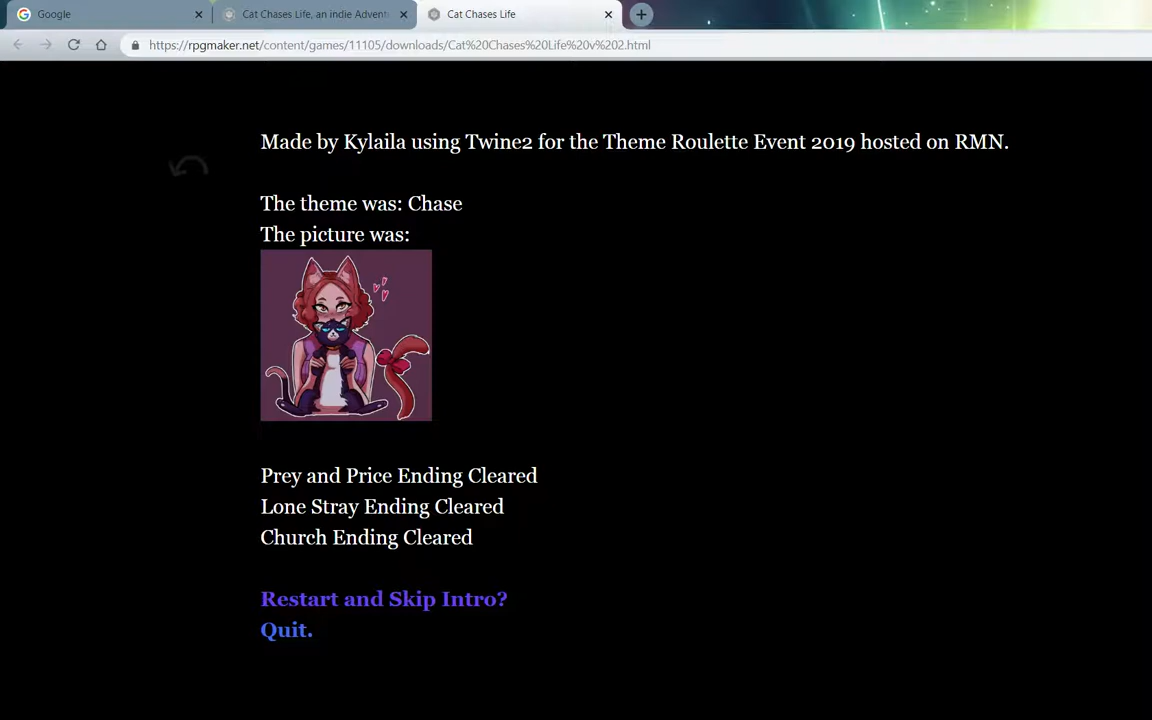 Google
Cat Chases Life, an indie Advent
Cat Chases Life
https://rpgmaker.net/content/games/11105/downloads/Cat%20Chases%20Life%20v%202.html
Made by Kylaila using Twine2 for the Theme Roulette Event 2019 hosted on RMN.
The theme was: Chase
The picture was:
Prey and Price Ending Cleared
Lone Stray Ending Cleared
Church Ending Cleared
Restart and Skip Intro?
Quit.